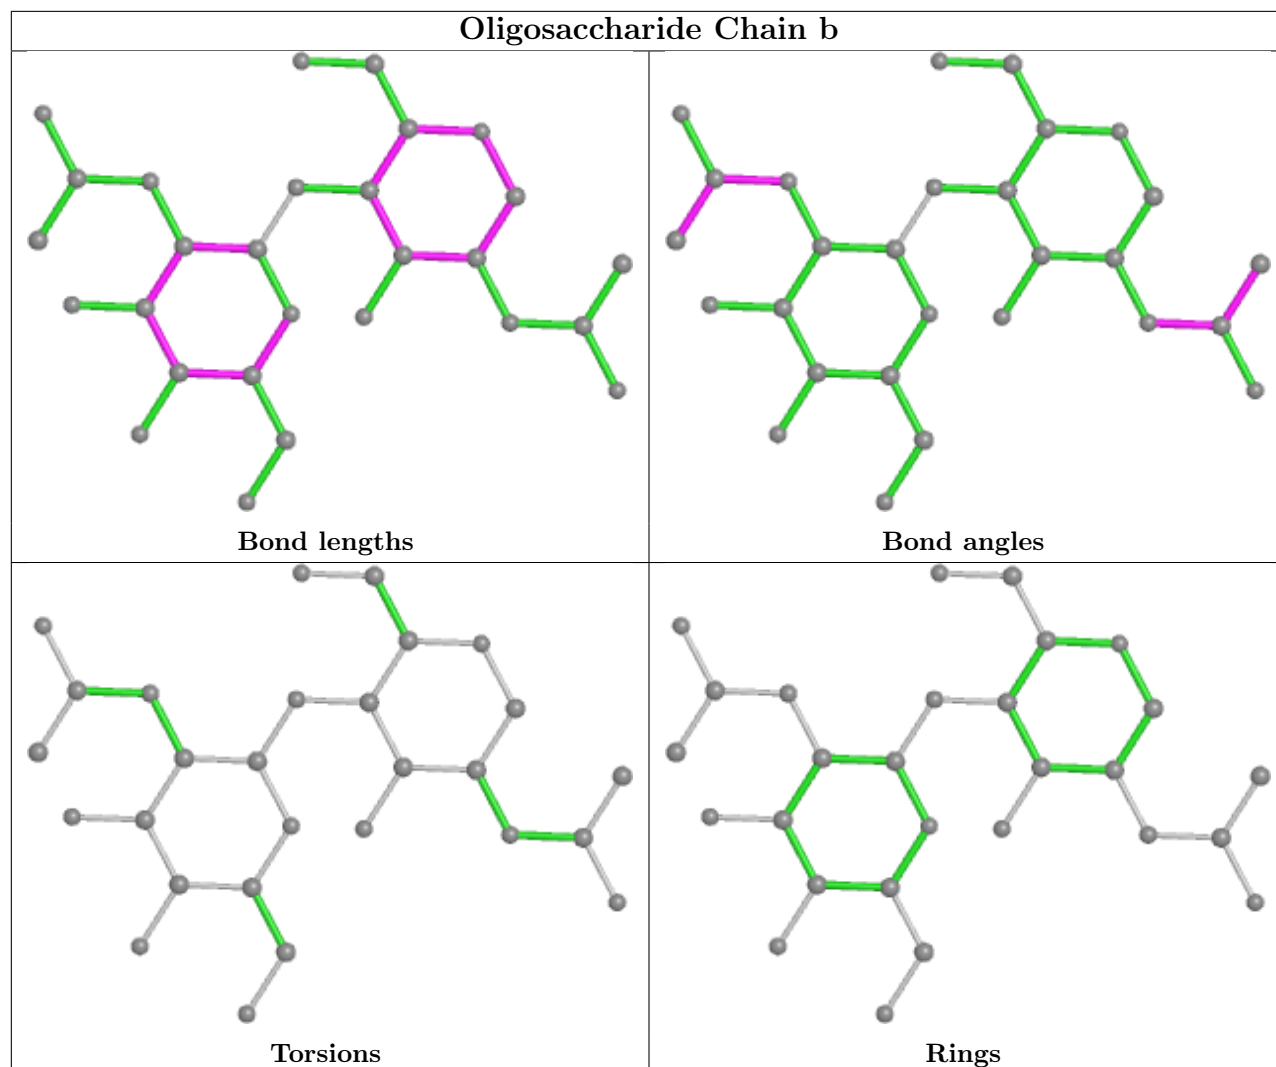 Oligosaccharide Chain b
Bond lengths
Bond angles
Torsions
Rings